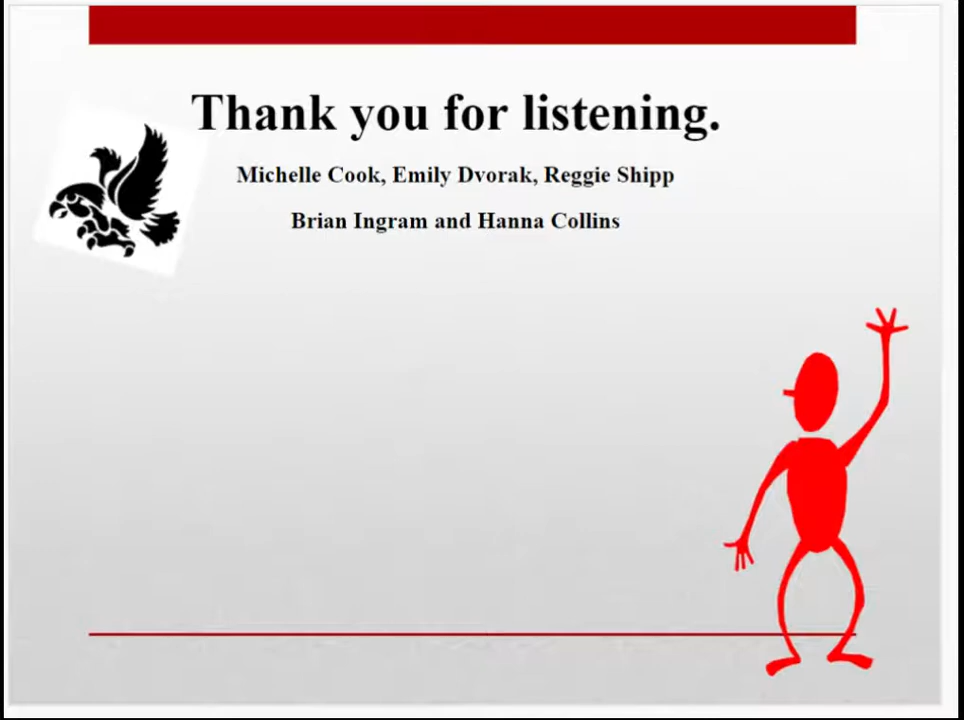 Thank you for listening.
Michelle Cook, Emily Dvorak, Reggie Shipp
Brian Ingram and Hanna Collins